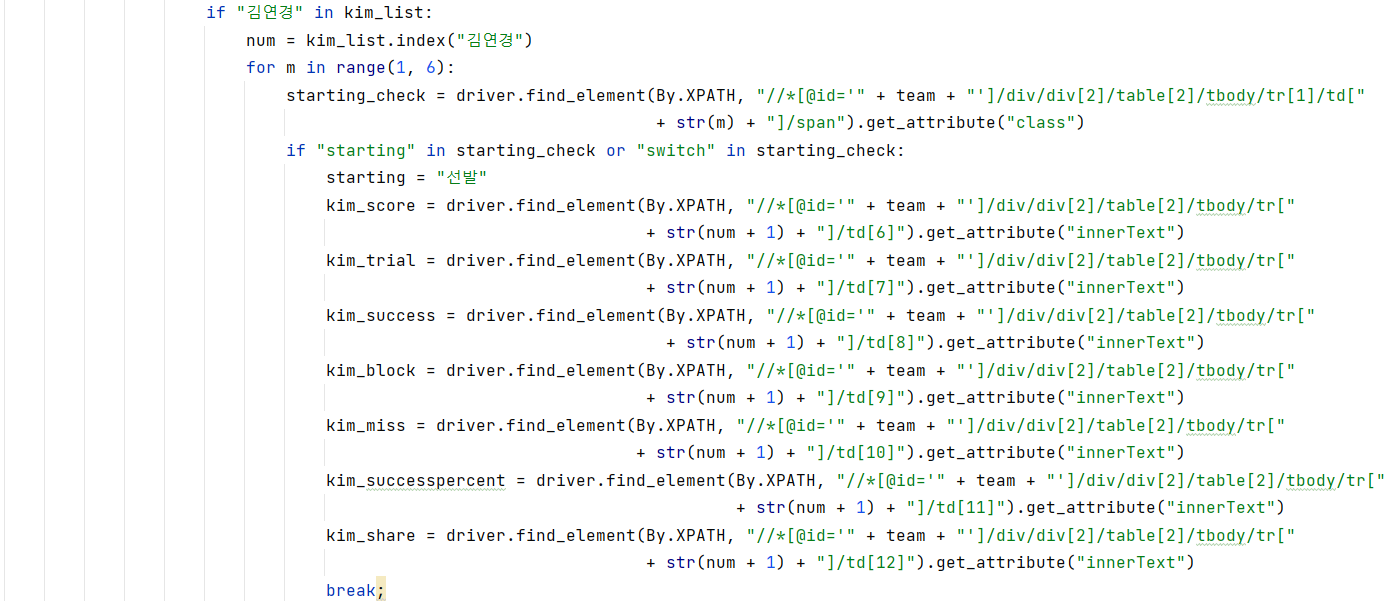 if "김연경" in kim_list:
    num = kim_list.index("김연경")
    for m in range(1, 6):
        starting_check = driver.find_element(By.XPATH, "//*[@id='" + team + "']/div/div[2]/table[2]/tbody/tr[1]/td["
                                             + str(m) + "]/span").get_attribute("class")
        if "starting" in starting_check or "switch" in starting_check:
            starting = "선발"
            kim_score = driver.find_element(By.XPATH, "//*[@id='" + team + "']/div/div[2]/table[2]/tbody/tr["
                                            + str(num + 1) + "]/td[6]").get_attribute("innerText")
            kim_trial = driver.find_element(By.XPATH, "//*[@id='" + team + "']/div/div[2]/table[2]/tbody/tr["
                                            + str(num + 1) + "]/td[7]").get_attribute("innerText")
            kim_success = driver.find_element(By.XPATH, "//*[@id='" + team + "']/div/div[2]/table[2]/tbody/tr["
                                              + str(num + 1) + "]/td[8]").get_attribute("innerText")
            kim_block = driver.find_element(By.XPATH, "//*[@id='" + team + "']/div/div[2]/table[2]/tbody/tr["
                                            + str(num + 1) + "]/td[9]").get_attribute("innerText")
            kim_miss = driver.find_element(By.XPATH, "//*[@id='" + team + "']/div/div[2]/table[2]/tbody/tr["
                                           + str(num + 1) + "]/td[10]").get_attribute("innerText")
            kim_successpercent = driver.find_element(By.XPATH, "//*[@id='" + team + "']/div/div[2]/table[2]/tbody/tr["
                                                     + str(num + 1) + "]/td[11]").get_attribute("innerText")
            kim_share = driver.find_element(By.XPATH, "//*[@id='" + team + "']/div/div[2]/table[2]/tbody/tr["
                                            + str(num + 1) + "]/td[12]").get_attribute("innerText")
            break;